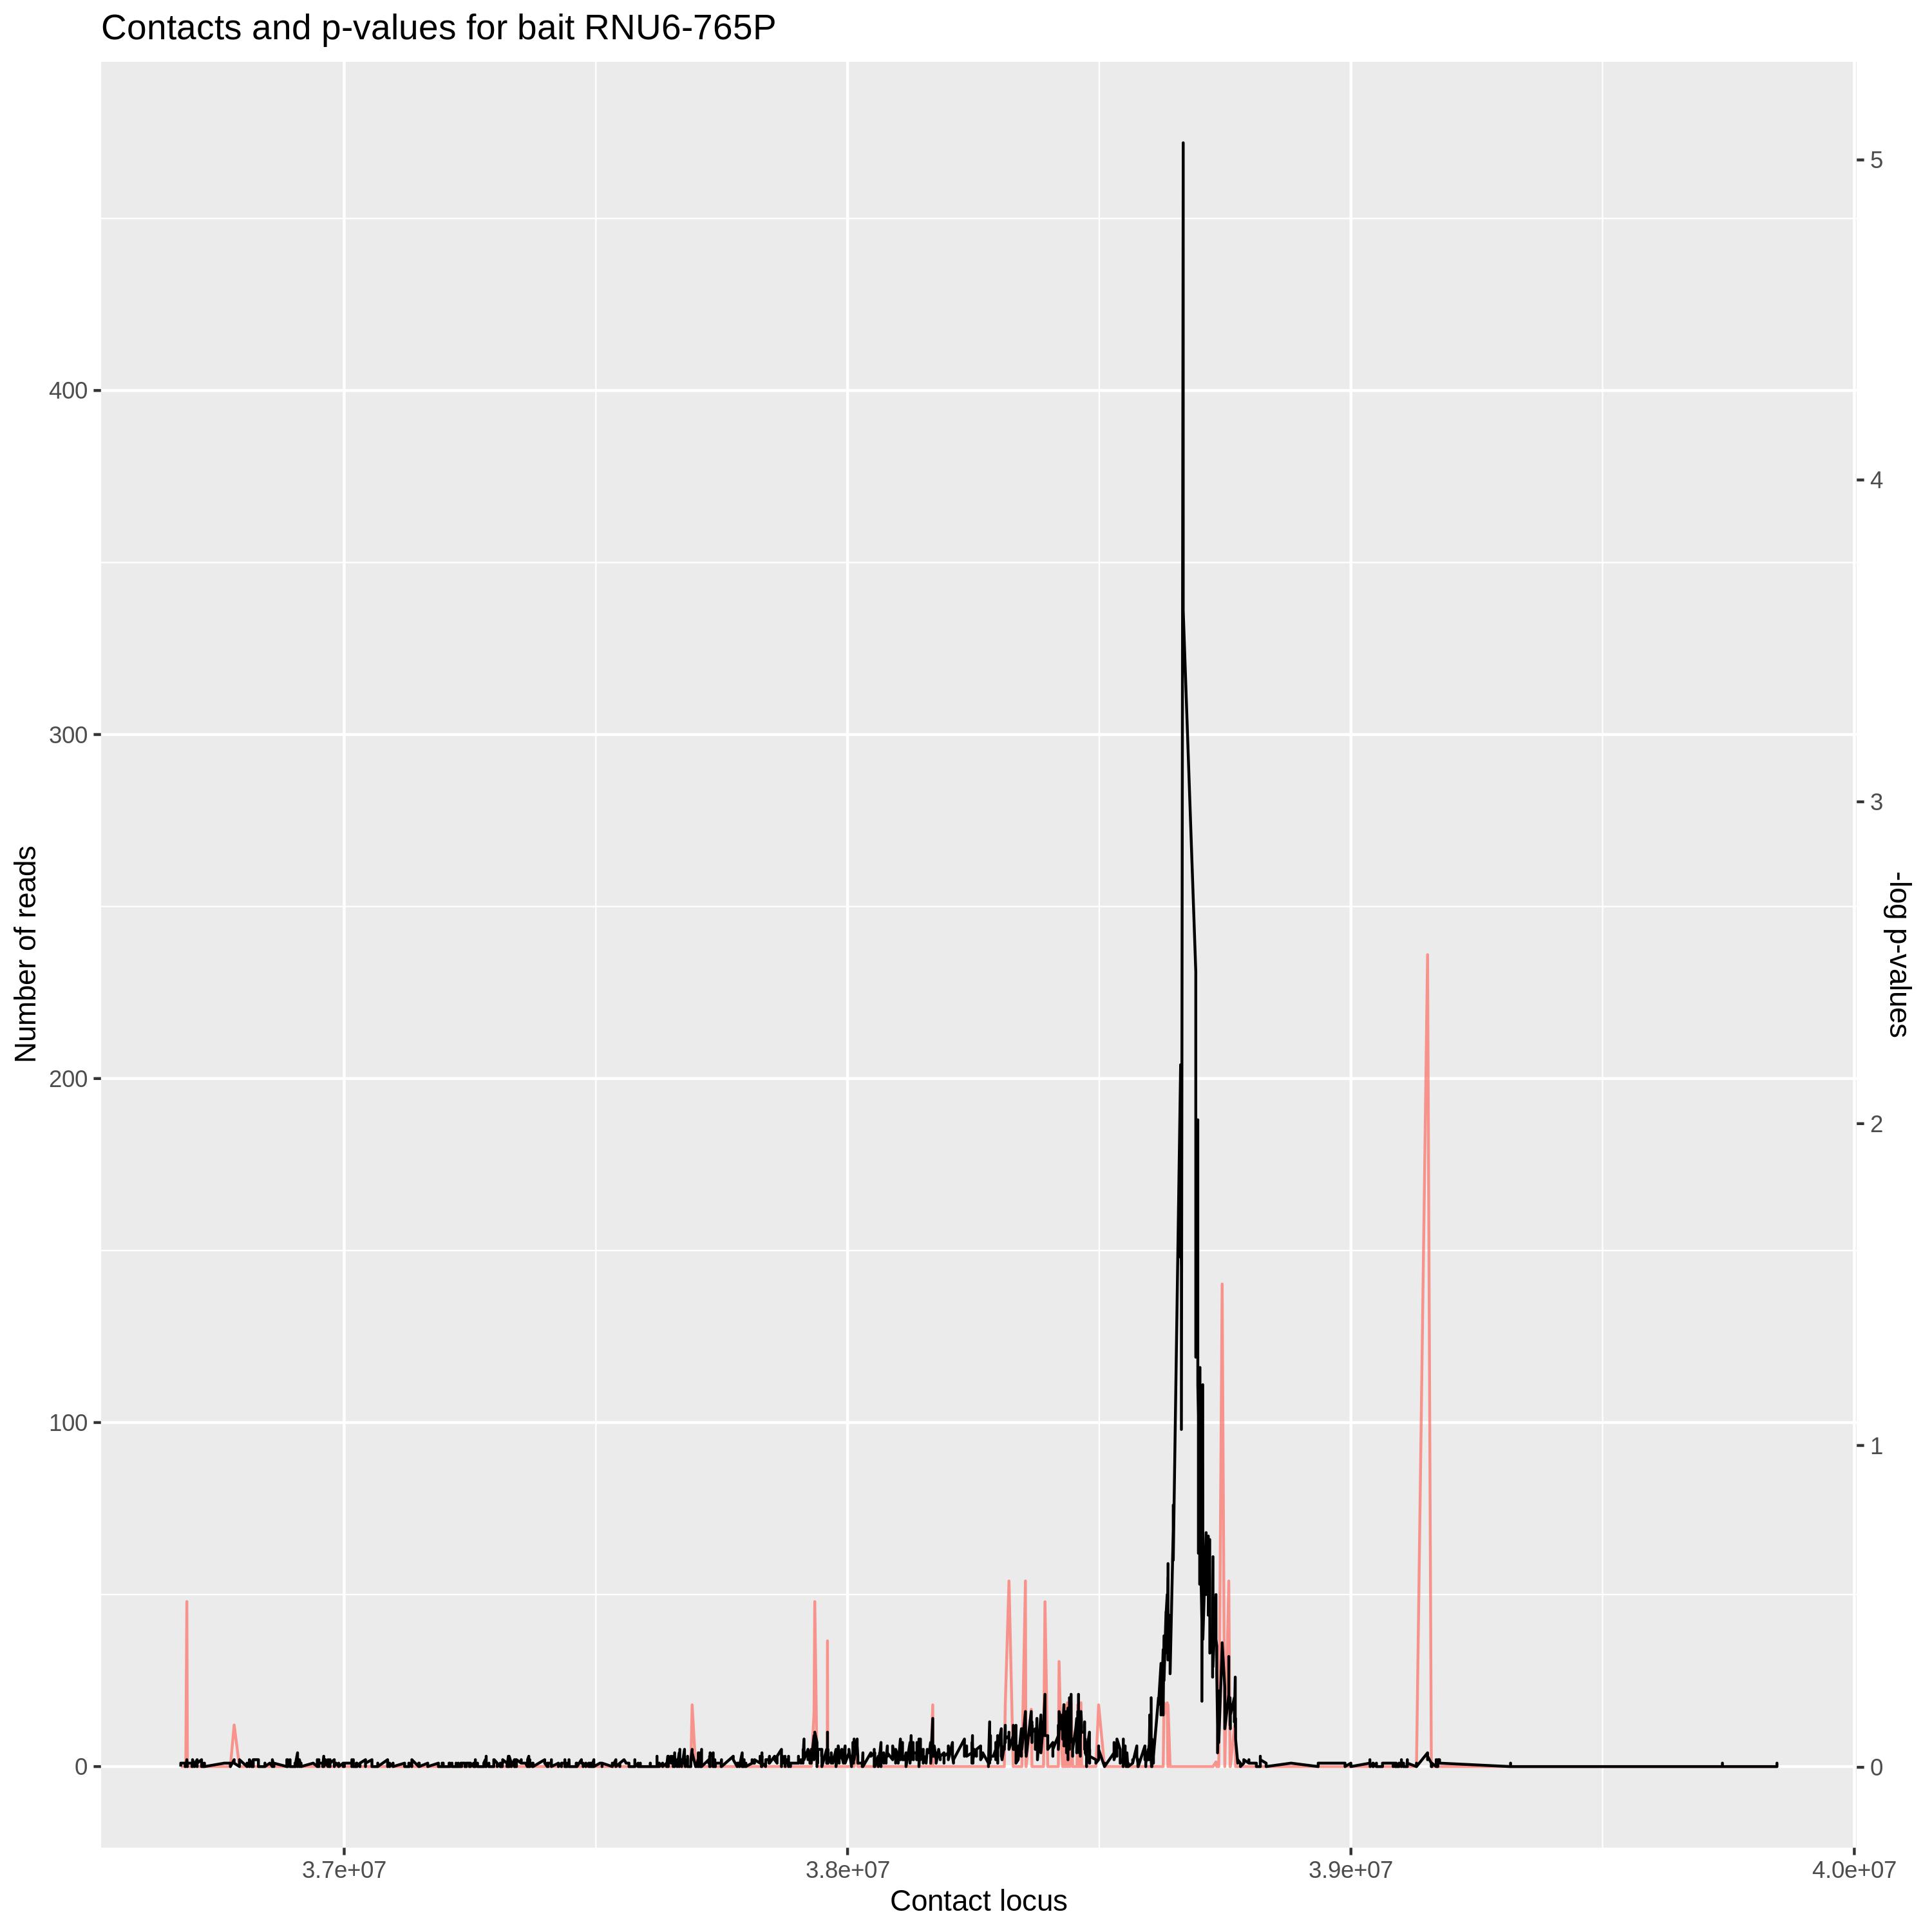 Contacts and p-values for bait RNU6-765P
Number of reads
400
300
200
100
0
5
4
3
2
1
0
-log p-values
3.7e+07
3.8e+07
3.9e+07
4.0e+07
Contact locus